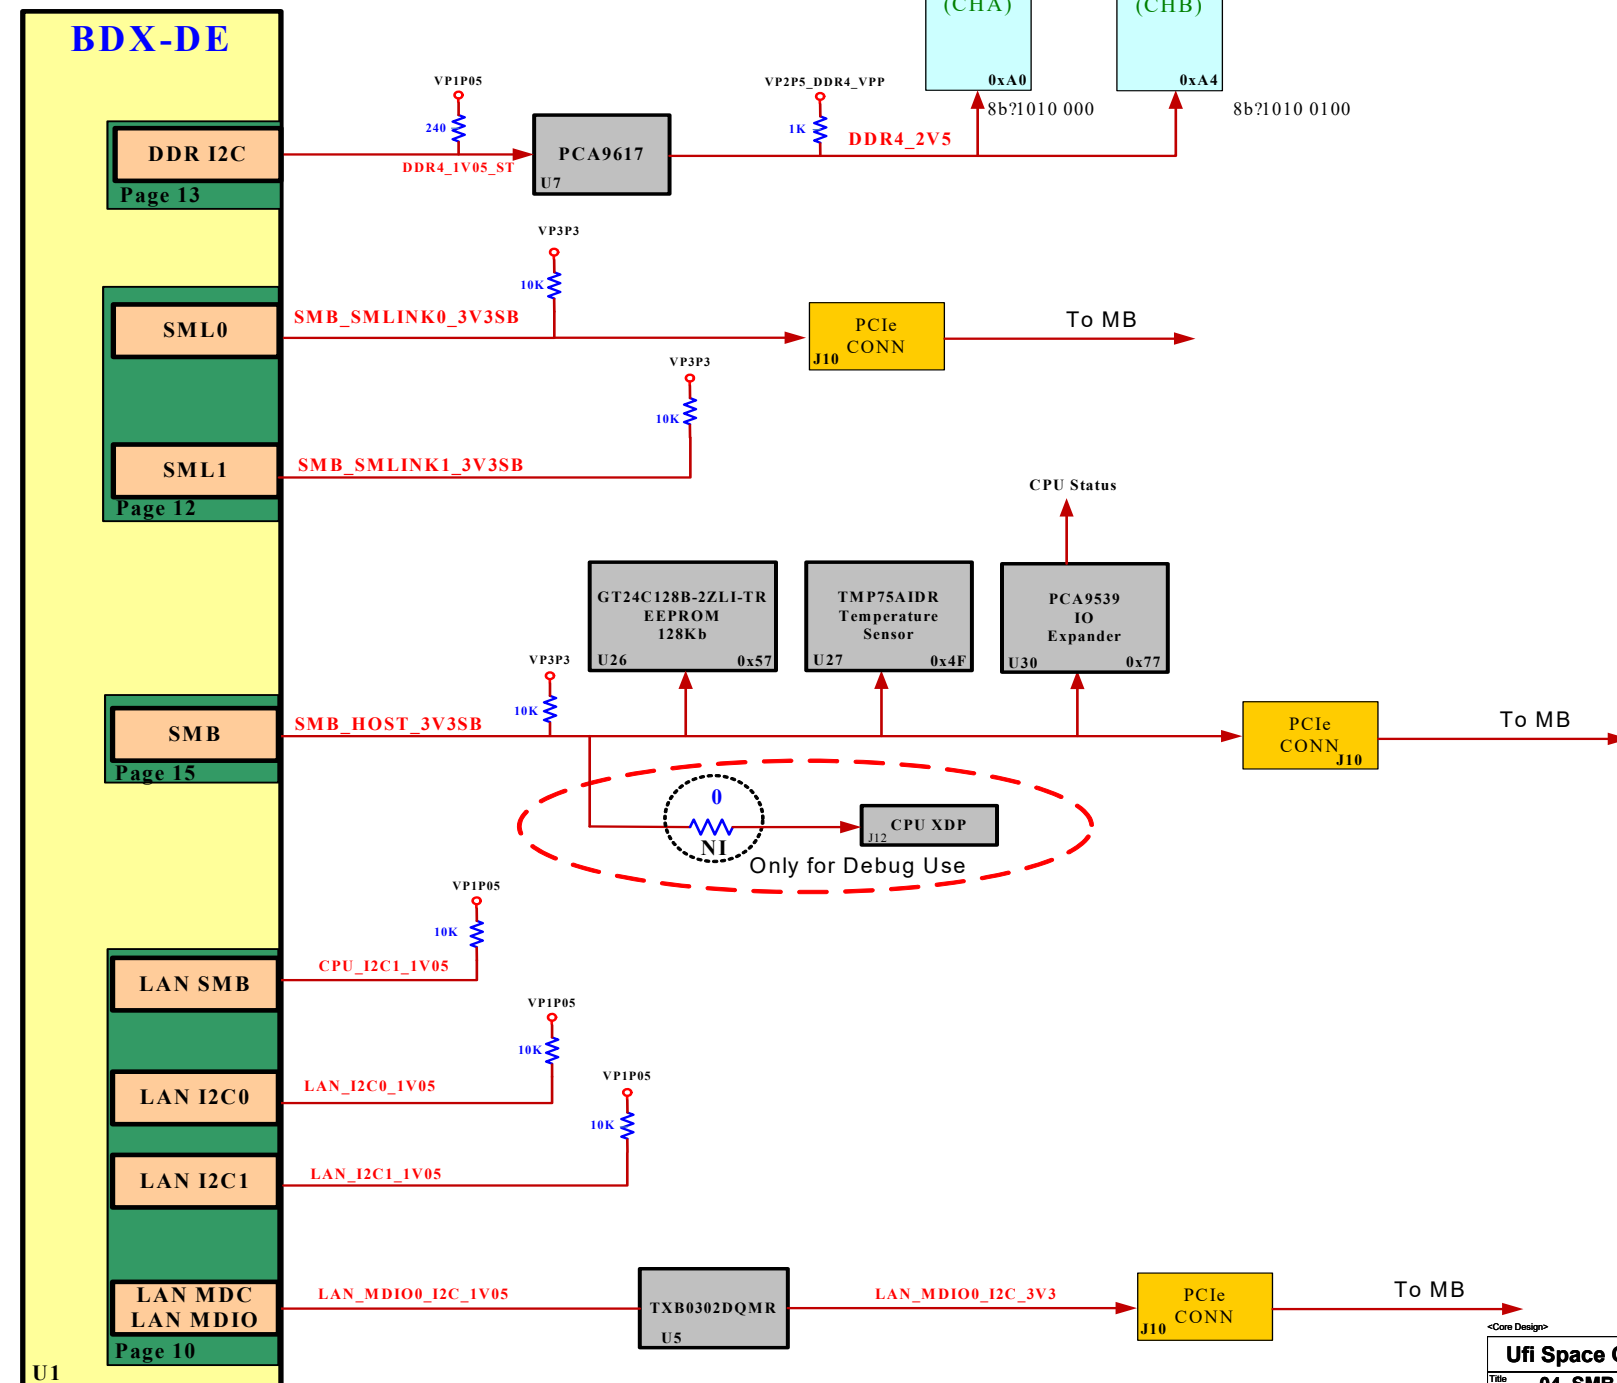 BDX-DE
(CHA)
(CHB)
0xA0
0xA4
8b?1010 000
8b?1010 0100
VP1P05
240
VP2P5_DDR4_VPP
1K
DDR4_2V5
DDR I2C
DDR4_1V05_ST
PCA9617
U7
Page 13
VP3P3
10K
SML0
SMB_SMLINK0_3V3SB
PCIe
CONN
J10
To MB
VP3P3
10K
SML1
SMB_SMLINK1_3V3SB
Page 12
CPU Status
GT24C128B-2ZLI-TR
EEPROM
128Kb
U26
0x57
TMP75AIDR
Temperature
Sensor
U27
0x4F
PCA9539
IO
Expander
U30
0x77
VP3P3
10K
SMB
SMB_HOST_3V3SB
PCIe
CONN
J10
To MB
Page 15
0
NI
CPU XDP
J12
Only for Debug Use
VP1P05
10K
LAN SMB
CPU_I2C1_1V05
VP1P05
10K
LAN I2C0
LAN_I2C0_1V05
VP1P05
10K
LAN I2C1
LAN_I2C1_1V05
LAN MDC
LAN MDIO
LAN_MDIO0_I2C_1V05
TXB0302DQMR
U5
LAN_MDIO0_I2C_3V3
PCIe
CONN
J10
To MB
Page 10
U1
<Core Design>
Ufi Space
Title
04. SMB